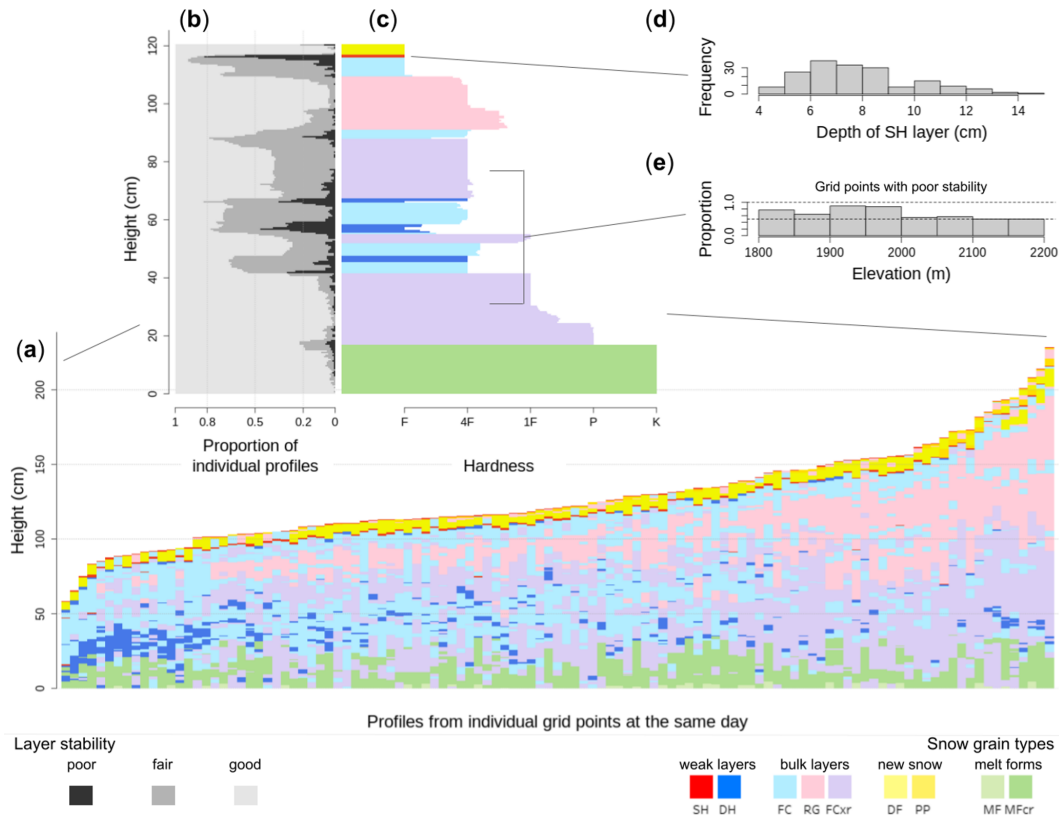 (b)
(c)
(d)
(e)
(a)
120
100
80
60
40
20
0
Height (cm)
1 0.8 0.5 0.2 0
Proportion of
individual profiles
F 4F 1F P K
Hardness
Frequency
30
0
4 6 8 10 12 14
Depth of SH layer (cm)
Proportion
1.0
0.0
Grid points with poor stability
1800 1900 2000 2100 2200
Elevation (m)
Height (cm)
200
150
100
50
0
Profiles from individual grid points at the same day
Layer stability
poor fair good
Snow grain types
weak layers bulk layers new snow melt forms
SH DH FC RG FCxr DF PP MF MFcr